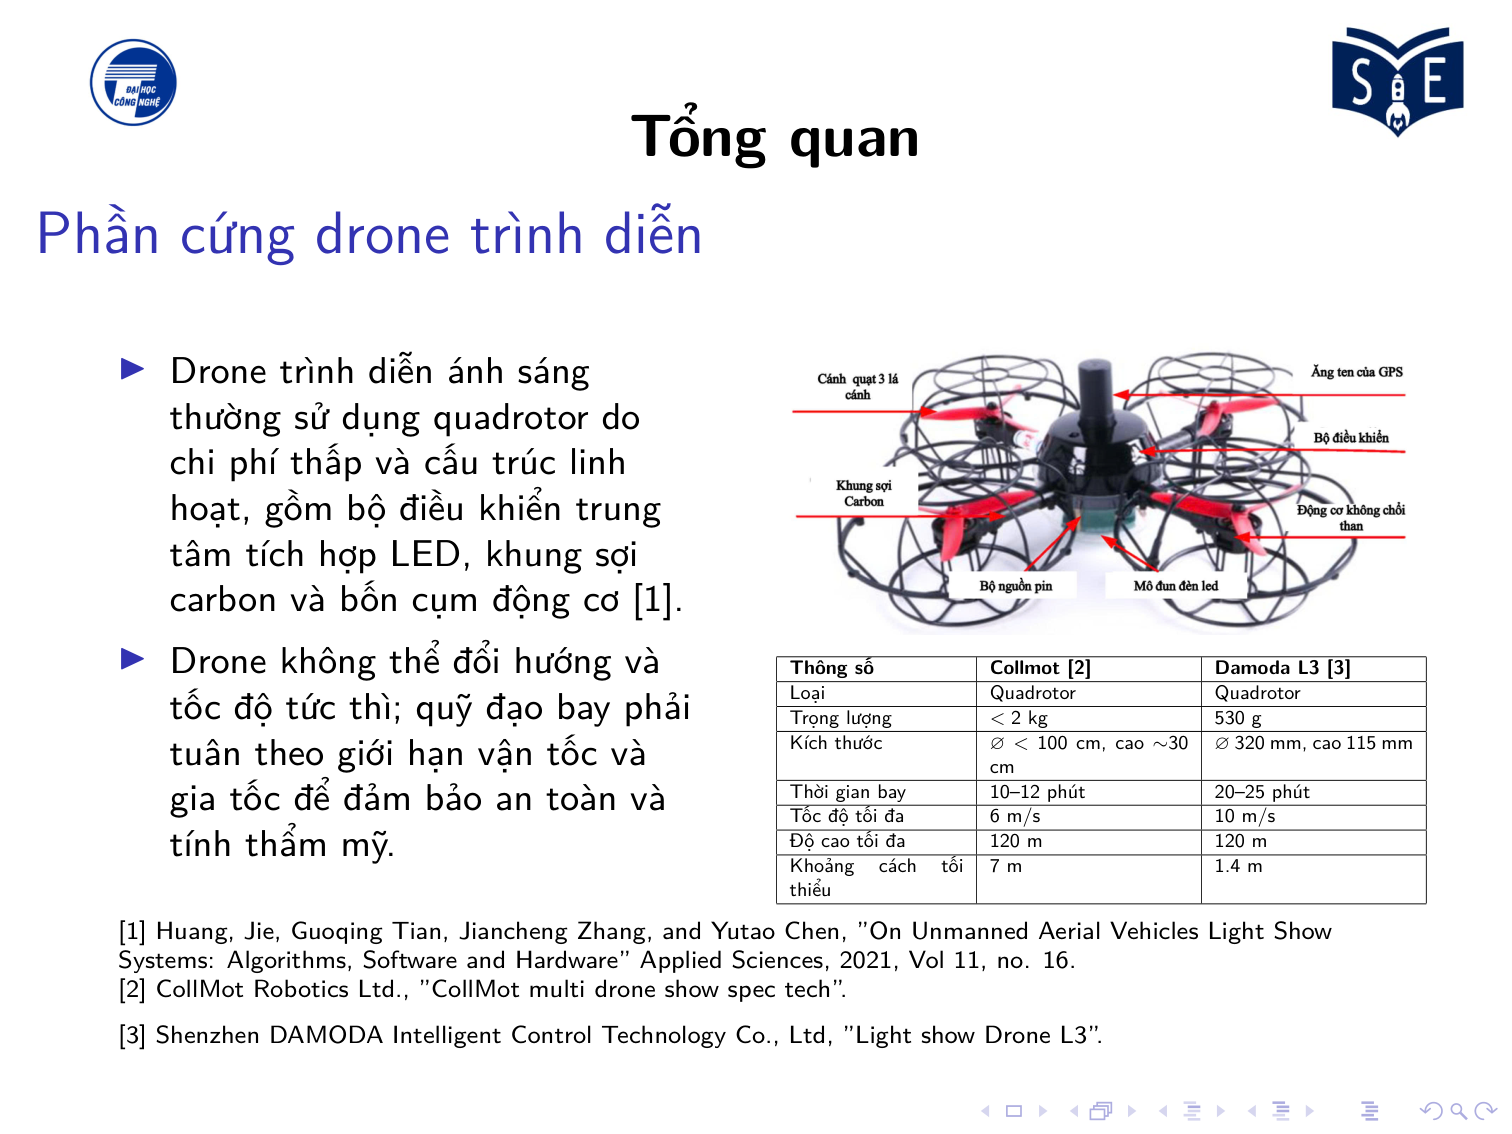 ĐẠI HỌC
CÔNG NGHỆ
S E
Tổng quan
Phần cứng drone trình diễn
Drone trình diễn ánh sáng
thường sử dụng quadrotor do
chi phí thấp và cấu trúc linh
hoạt, gồm bộ điều khiển trung
tâm tích hợp LED, khung sợi
carbon và bốn cụm động cơ [1].
Drone không thể đổi hướng và
tốc độ tức thì; quỹ đạo bay phải
tuân theo giới hạn vận tốc và
gia tốc để đảm bảo an toàn và
tính thẩm mỹ.
Cánh quạt 3 lá
cánh
Ăng ten của GPS
Bộ điều khiển
Khung sợi
Carbon
Động cơ không chổi
than
Bộ nguồn pin
Mô đun đèn led
Thông số Collmot [2] Damoda L3 [3]
Loại Quadrotor Quadrotor
Trọng lượng < 2 kg 530 g
Kích thước ∅ < 100 cm, cao ∼30 ∅ 320 mm, cao 115 mm
cm
Thời gian bay 10–12 phút 20–25 phút
Tốc độ tối đa 6 m/s 10 m/s
Độ cao tối đa 120 m 120 m
Khoảng cách tối 7 m 1.4 m
thiểu
[1] Huang, Jie, Guoqing Tian, Jiancheng Zhang, and Yutao Chen, ”On Unmanned Aerial Vehicles Light Show
Systems: Algorithms, Software and Hardware” Applied Sciences, 2021, Vol 11, no. 16.
[2] CollMot Robotics Ltd., ”CollMot multi drone show spec tech”.
[3] Shenzhen DAMODA Intelligent Control Technology Co., Ltd, ”Light show Drone L3”.